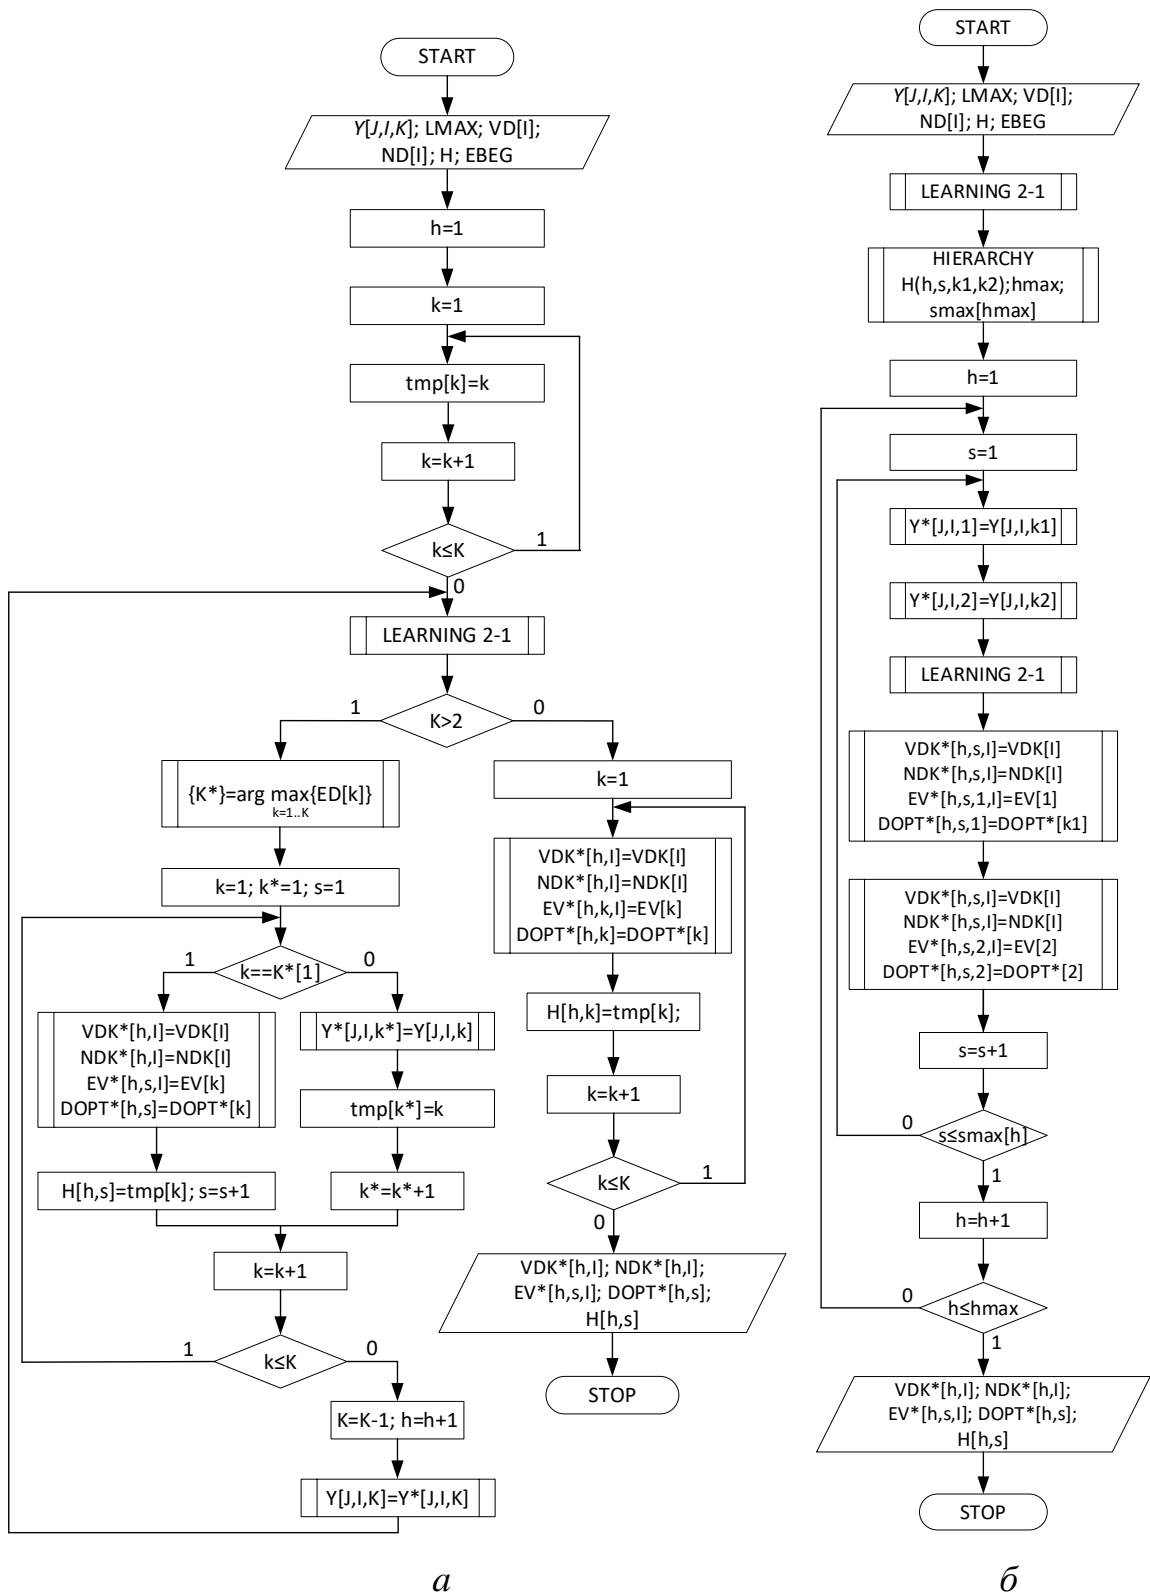 START
Y[J,I,K]; LMAX; VD[I];
ND[I]; H; EBEG
h=1
k=1
tmp[k]=k
k=k+1
k≤K
1
0
LEARNING 2-1
K>2
1
0
{K*}=arg max{ED[k]}
k=1..K
k=1; k*=1; s=1
k==K*[1]
1
0
VDK*[h,I]=VDK[I]
NDK*[h,I]=NDK[I]
EV*[h,s,I]=EV[k]
DOPT*[h,s]=DOPT*[k]
H[h,s]=tmp[k]; s=s+1
Y*[J,I,k*]=Y[J,I,k]
tmp[k*]=k
k*=k*+1
k=k+1
k≤K
1
0
K=K-1; h=h+1
Y[J,I,K]=Y*[J,I,K]
k=1
VDK*[h,I]=VDK[I]
NDK*[h,I]=NDK[I]
EV*[h,k,I]=EV[k]
DOPT*[h,k]=DOPT*[k]
H[h,k]=tmp[k];
k=k+1
k≤K
1
0
VDK*[h,I]; NDK*[h,I];
EV*[h,s,I]; DOPT*[h,s];
H[h,s]
STOP
а
START
Y[J,I,K]; LMAX; VD[I];
ND[I]; H; EBEG
LEARNING 2-1
HIERARCHY
H(h,s,k1,k2);hmax;
smax[hmax]
h=1
s=1
Y*[J,I,1]=Y[J,I,k1]
Y*[J,I,2]=Y[J,I,k2]
LEARNING 2-1
VDK*[h,s,I]=VDK[I]
NDK*[h,s,I]=NDK[I]
EV*[h,s,1,I]=EV[1]
DOPT*[h,s,1]=DOPT*[k1]
VDK*[h,s,I]=VDK[I]
NDK*[h,s,I]=NDK[I]
EV*[h,s,2,I]=EV[2]
DOPT*[h,s,2]=DOPT*[2]
s=s+1
s≤smax[h]
0
1
h=h+1
h≤hmax
0
1
VDK*[h,I]; NDK*[h,I];
EV*[h,s,I]; DOPT*[h,s];
H[h,s]
STOP
б